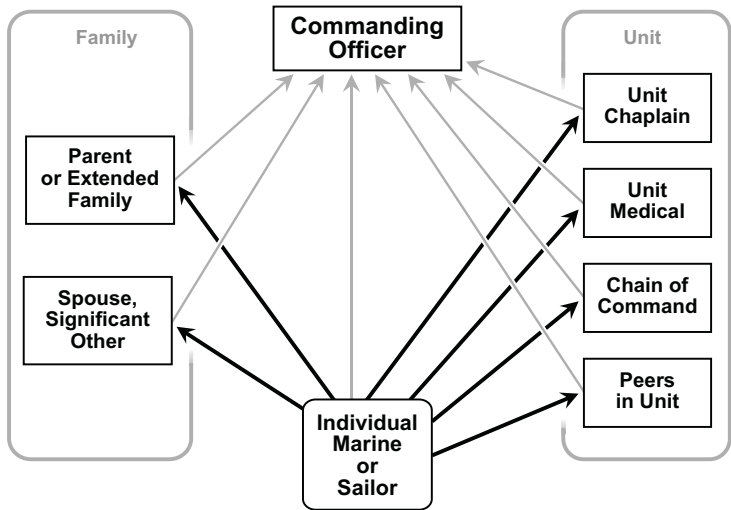 Family
Commanding
Officer
Unit
Unit
Chaplain
Parent
or Extended
Family
Unit
Medical
Spouse,
Significant
Other
Chain of
Command
Peers
in Unit
Individual
Marine
or
Sailor